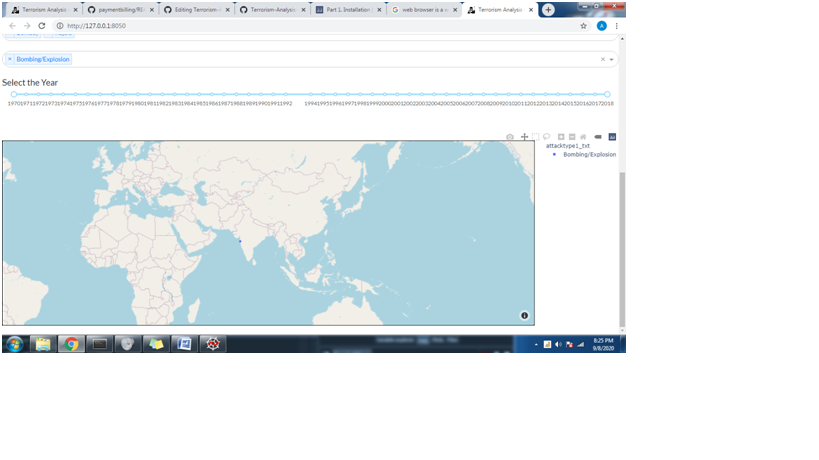 Terrorism Analysis
paymentbilling/RE
Editing Terrorism-
Terrorism-Analysis
Part 1. Installation
web browser is a
Terrorism Analysis
http://127.0.0.1:8050
A
× Bombing/Explosion
Select the Year
19701971197219731974197519761977197819791980198119821983198419851986198719881989199019911992 1994199519961997199819992000200120022003200420052006200720082009201020112012201320142015201620172018
attacktype1_txt
Bombing/Explosion
8:25 PM
9/8/2020